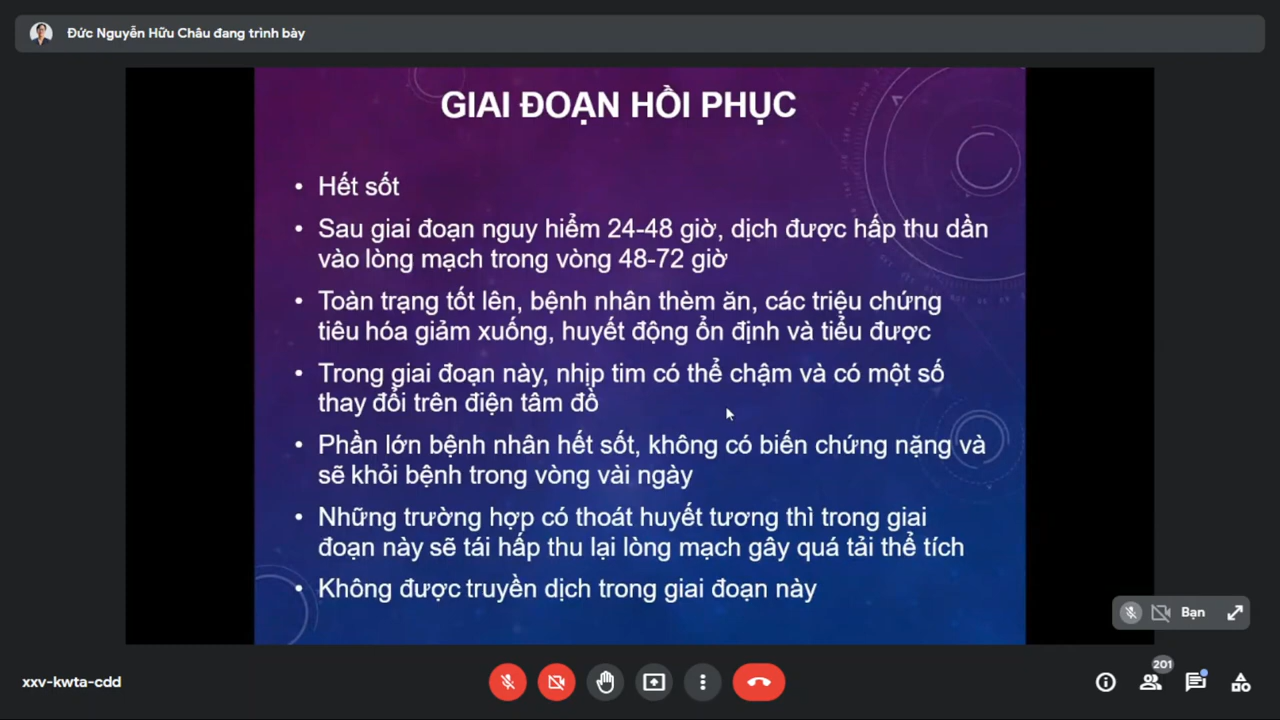 Đức Nguyễn Hữu Châu đang trình bày
GIAI ĐOẠN HỒI PHỤC
• Hết sốt
• Sau giai đoạn nguy hiểm 24-48 giờ, dịch được hấp thu dần
vào lòng mạch trong vòng 48-72 giờ
• Toàn trạng tốt lên, bệnh nhân thèm ăn, các triệu chứng
tiêu hóa giảm xuống, huyết động ổn định và tiểu được
• Trong giai đoạn này, nhịp tim có thể chậm và có một số
thay đổi trên điện tâm đồ
• Phần lớn bệnh nhân hết sốt, không có biến chứng nặng và
sẽ khỏi bệnh trong vòng vài ngày
• Những trường hợp có thoát huyết tương thì trong giai
đoạn này sẽ tái hấp thu lại lòng mạch gây quá tải thể tích
• Không được truyền dịch trong giai đoạn này
Bạn
xxv-kwta-cdd
201